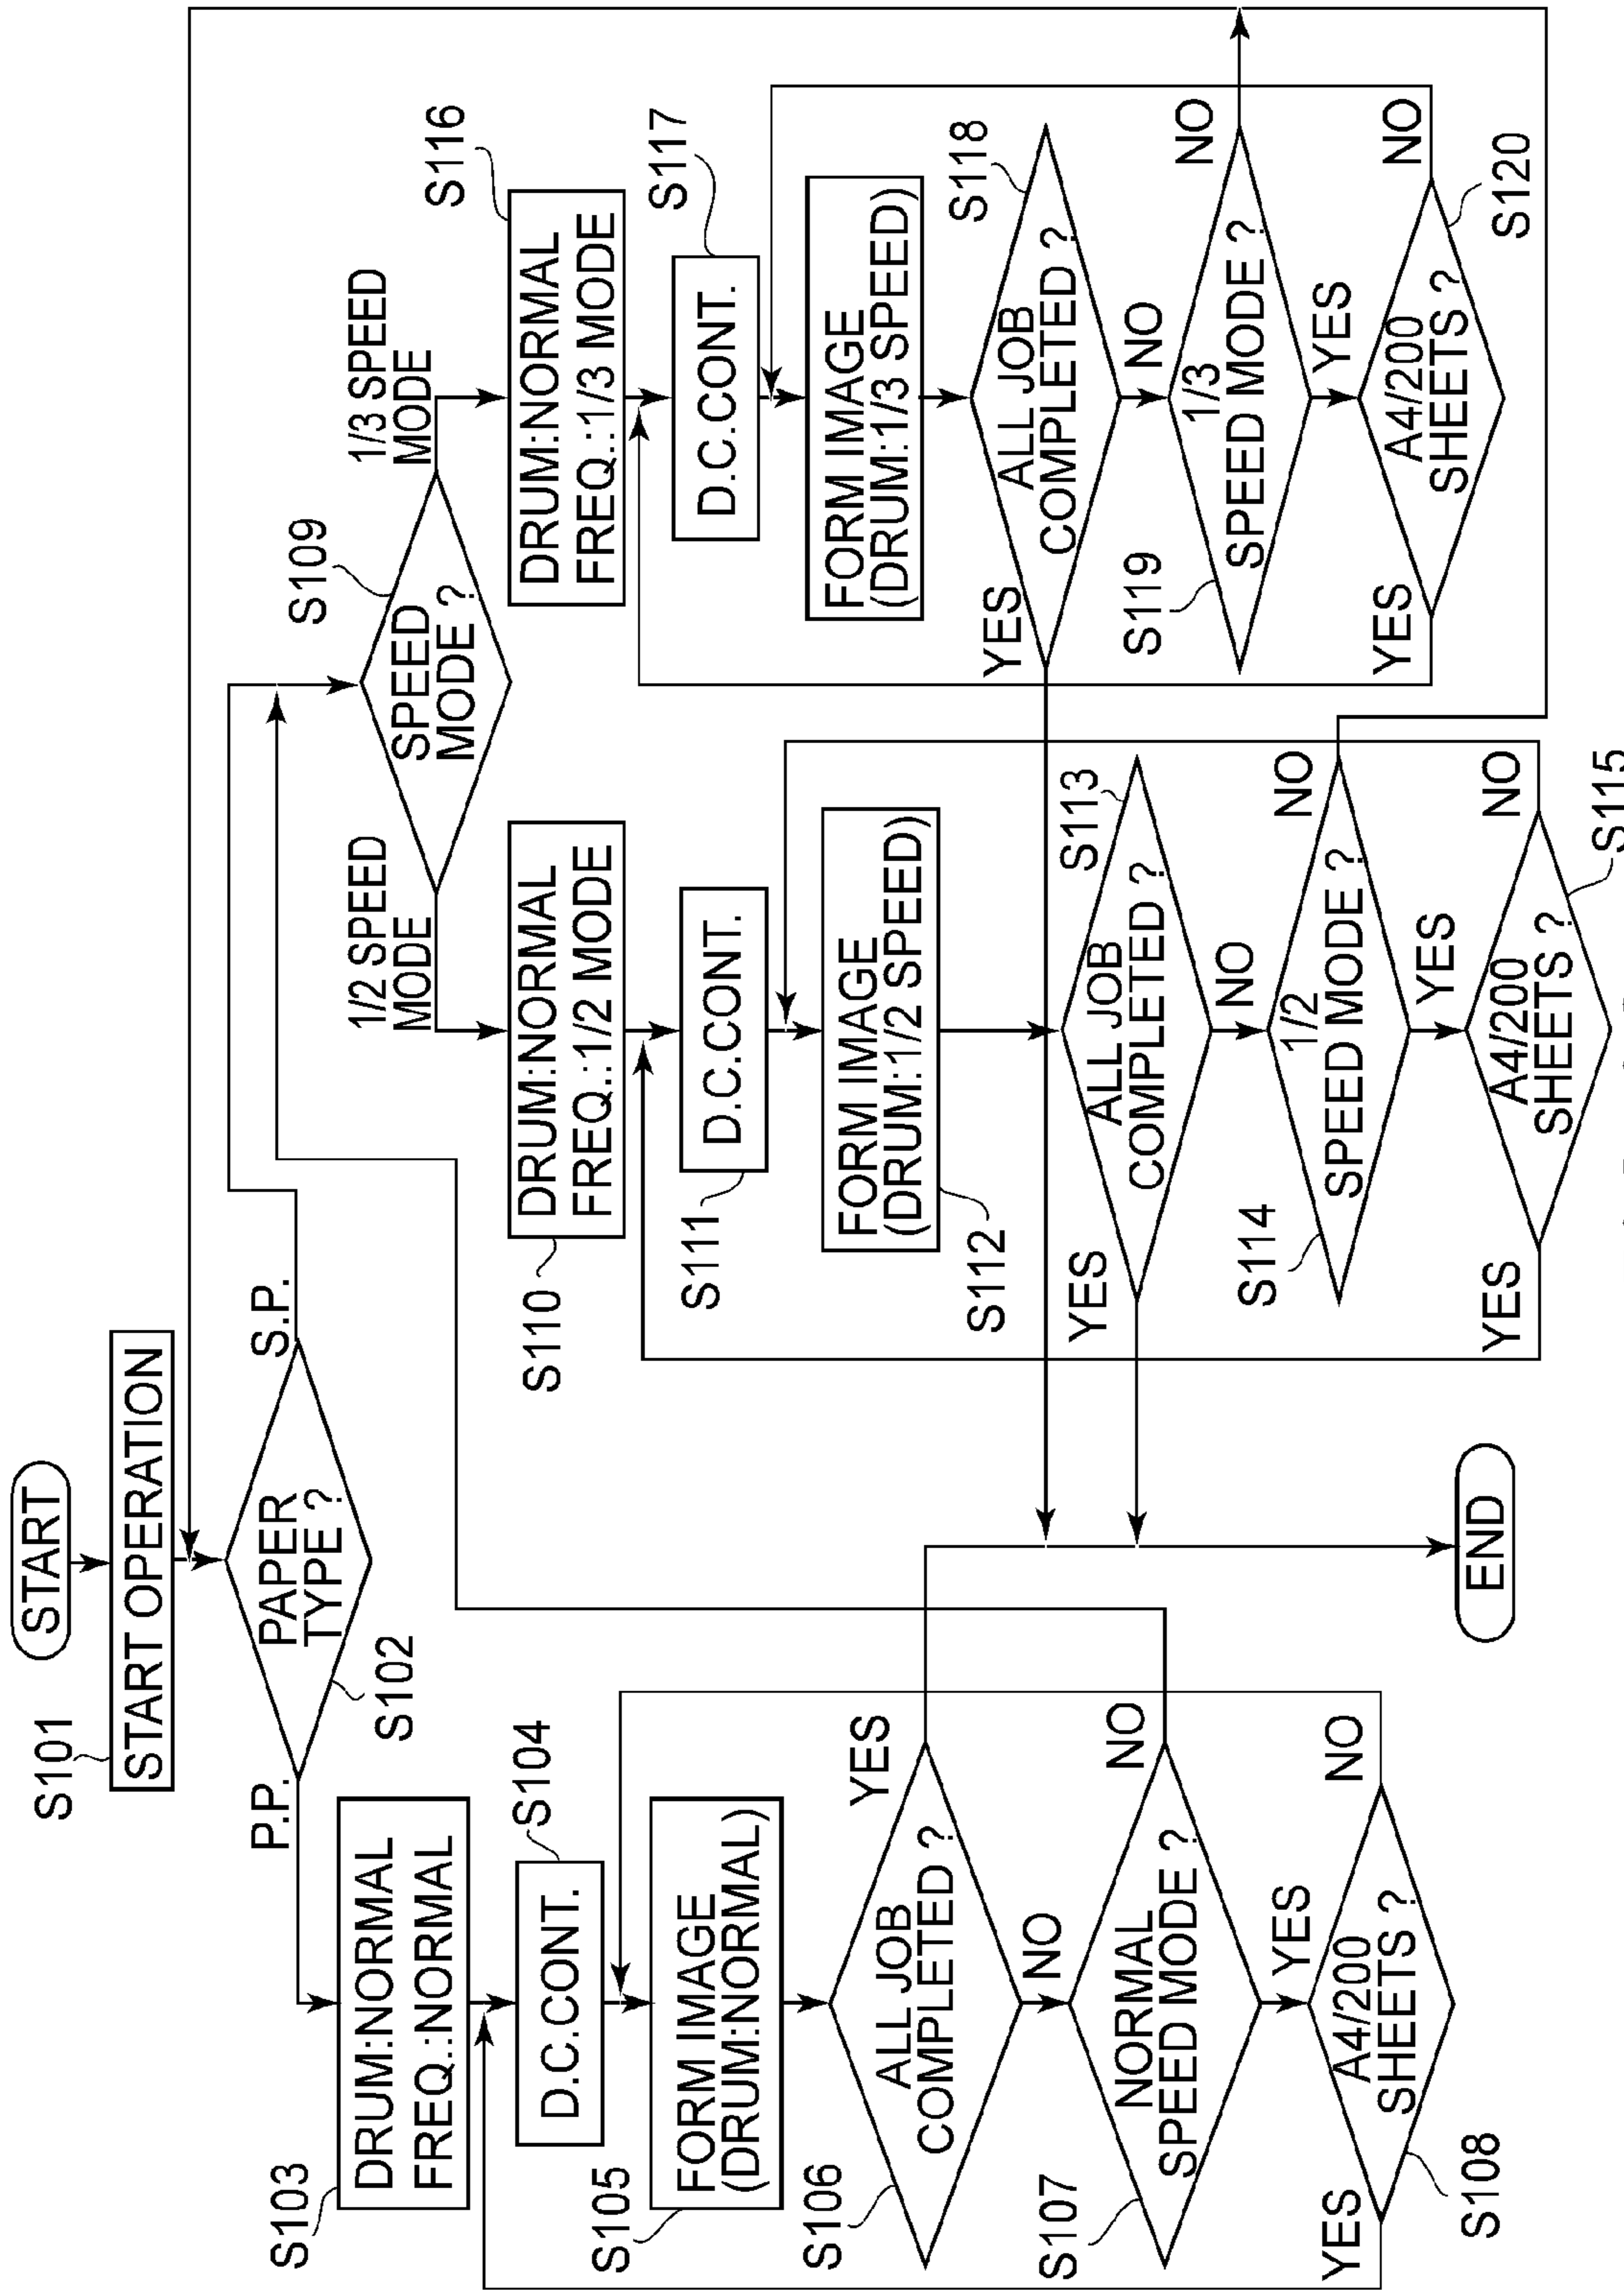 START
S101
START OPERATION
PAPER
TYPE ?
S102
P.P.
S.P.
S103
DRUM:NORMAL
FREQ.:NORMAL
S104
D.C.CONT.
S105
FORM IMAGE
(DRUM:NORMAL)
S106
ALL JOB
COMPLETED ?
YES
NO
S107
NORMAL
SPEED MODE ?
NO
YES
S108
A4/200
SHEETS ?
YES
NO
S109
SPEED
MODE ?
1/2 SPEED
MODE
1/3 SPEED
MODE
S110
DRUM:NORMAL
FREQ.:1/2 MODE
S111
D.C.CONT.
S112
FORM IMAGE
(DRUM:1/2 SPEED)
S113
ALL JOB
COMPLETED ?
YES
NO
S114
1/2
SPEED MODE ?
NO
YES
S115
A4/200
SHEETS ?
YES
NO
S116
DRUM:NORMAL
FREQ.:1/3 MODE
S117
D.C.CONT.
FORM IMAGE
(DRUM:1/3 SPEED)
S118
ALL JOB
COMPLETED ?
YES
NO
S119
1/3
SPEED MODE ?
NO
YES
S120
A4/200
SHEETS ?
YES
NO
END